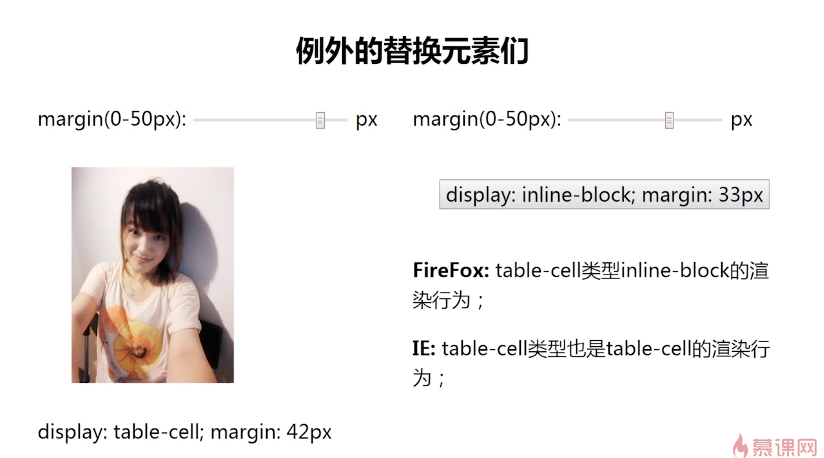 例外的替换元素们
margin(0-50px): px
margin(0-50px): px
display: inline-block; margin: 33px
FireFox: table-cell类型inline-block的渲
染行为；
IE: table-cell类型也是table-cell的渲染行
为；
display: table-cell; margin: 42px
慕课网